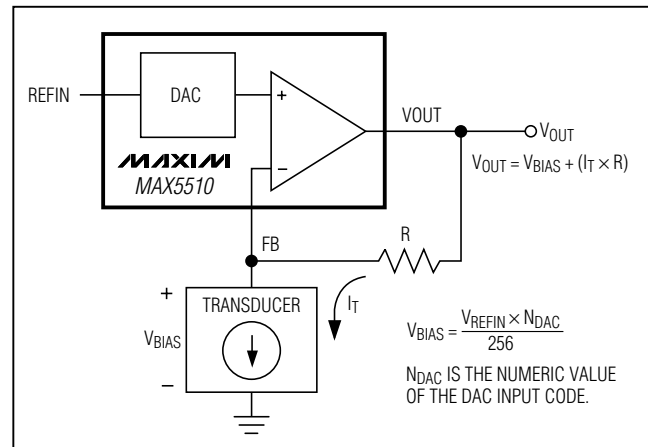 REFIN
DAC
+
−
MAXIM
MAX5510
VOUT
V_OUT
V_OUT = V_BIAS + (I_T × R)
FB
R
+
TRANSDUCER
I_T
V_BIAS
−
V_BIAS = V_REFIN × N_DAC / 256
N_DAC IS THE NUMERIC VALUE
OF THE DAC INPUT CODE.